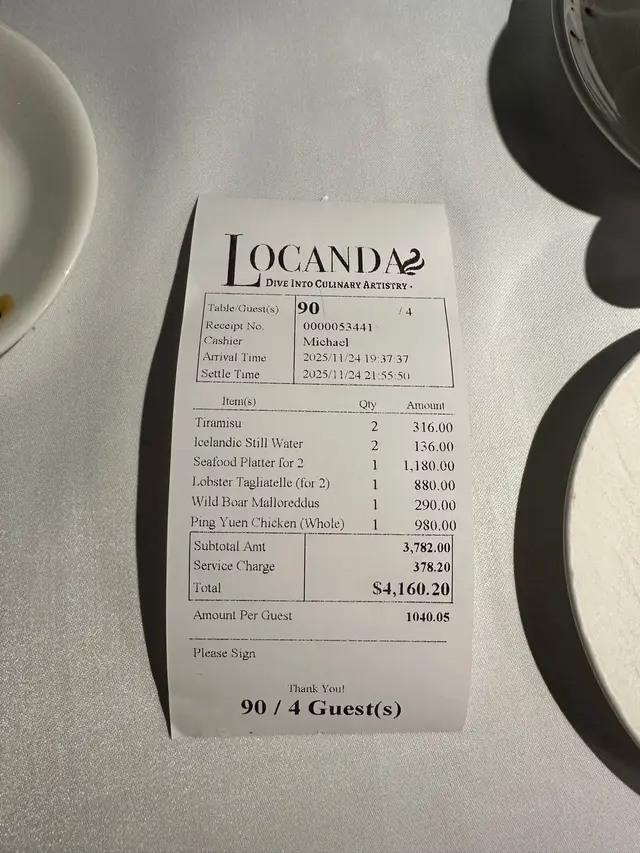 LOCANDA
DIVE INTO CULINARY ARTISTRY ·
Table/Guest(s) 90 / 4
Receipt No. 0000053441
Cashier Michael
Arrival Time 2025/11/24 19:37:37
Settle Time 2025/11/24 21:55:50
Item(s) Qty Amount
Tiramisu 2 316.00
Icelandic Still Water 2 136.00
Seafood Platter for 2 1 1,180.00
Lobster Tagliatelle (for 2) 1 880.00
Wild Boar Malloreddus 1 290.00
Ping Yuen Chicken (Whole) 1 980.00
Subtotal Amt 3,782.00
Service Charge 378.20
Total $4,160.20
Amount Per Guest 1040.05
Please Sign
Thank You!
90 / 4 Guest(s)